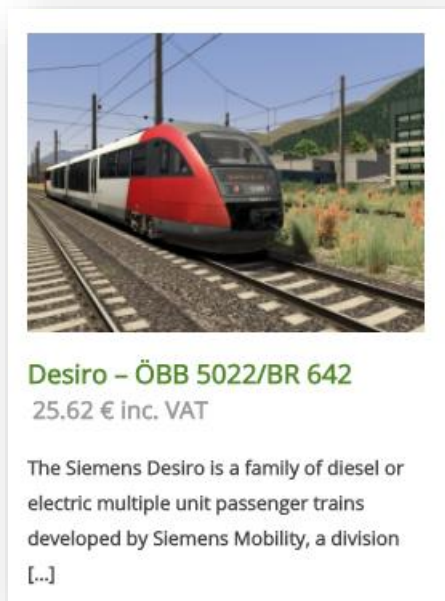 Desiro – ÖBB 5022/BR 642
25.62 € inc. VAT
The Siemens Desiro is a family of diesel or
electric multiple unit passenger trains
developed by Siemens Mobility, a division
[...]